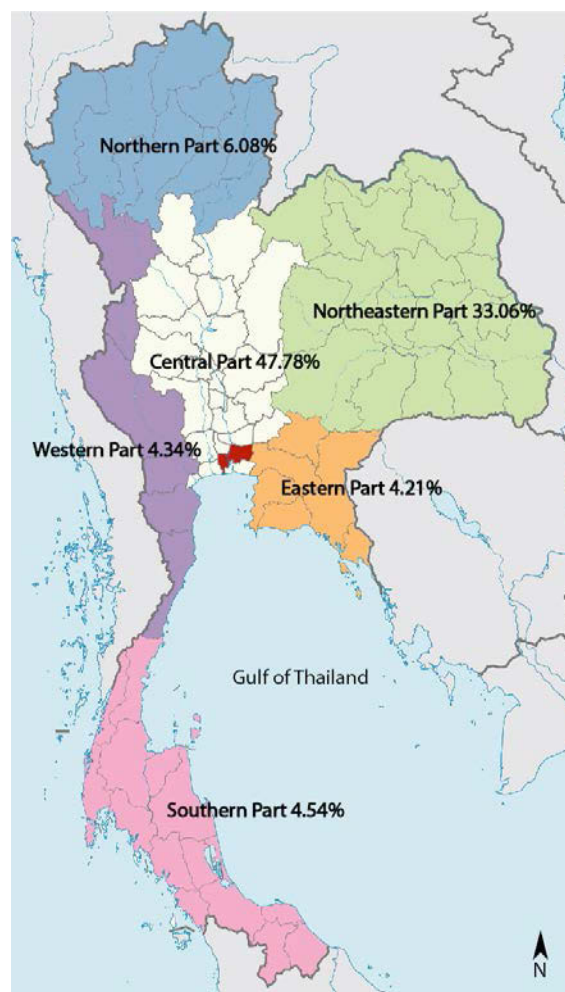 Northern Part 6.08%
Northeastern Part 33.06%
Central Part 47.78%
Western Part 4.34%
Eastern Part 4.21%
Gulf of Thailand
Southern Part 4.54%
N